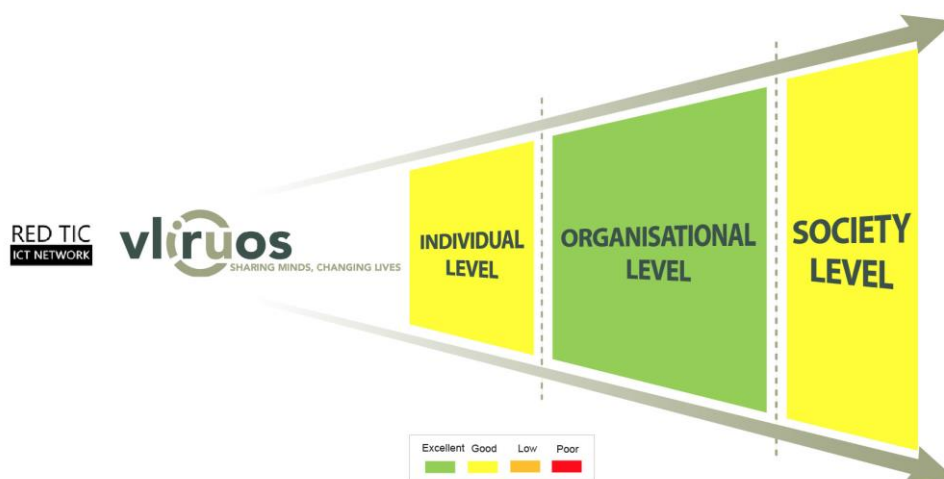 RED TIC
ICT NETWORK
vliruos
SHARING MINDS, CHANGING LIVES
INDIVIDUAL
LEVEL
ORGANISATIONAL
LEVEL
SOCIETY
LEVEL
Excellent Good Low Poor